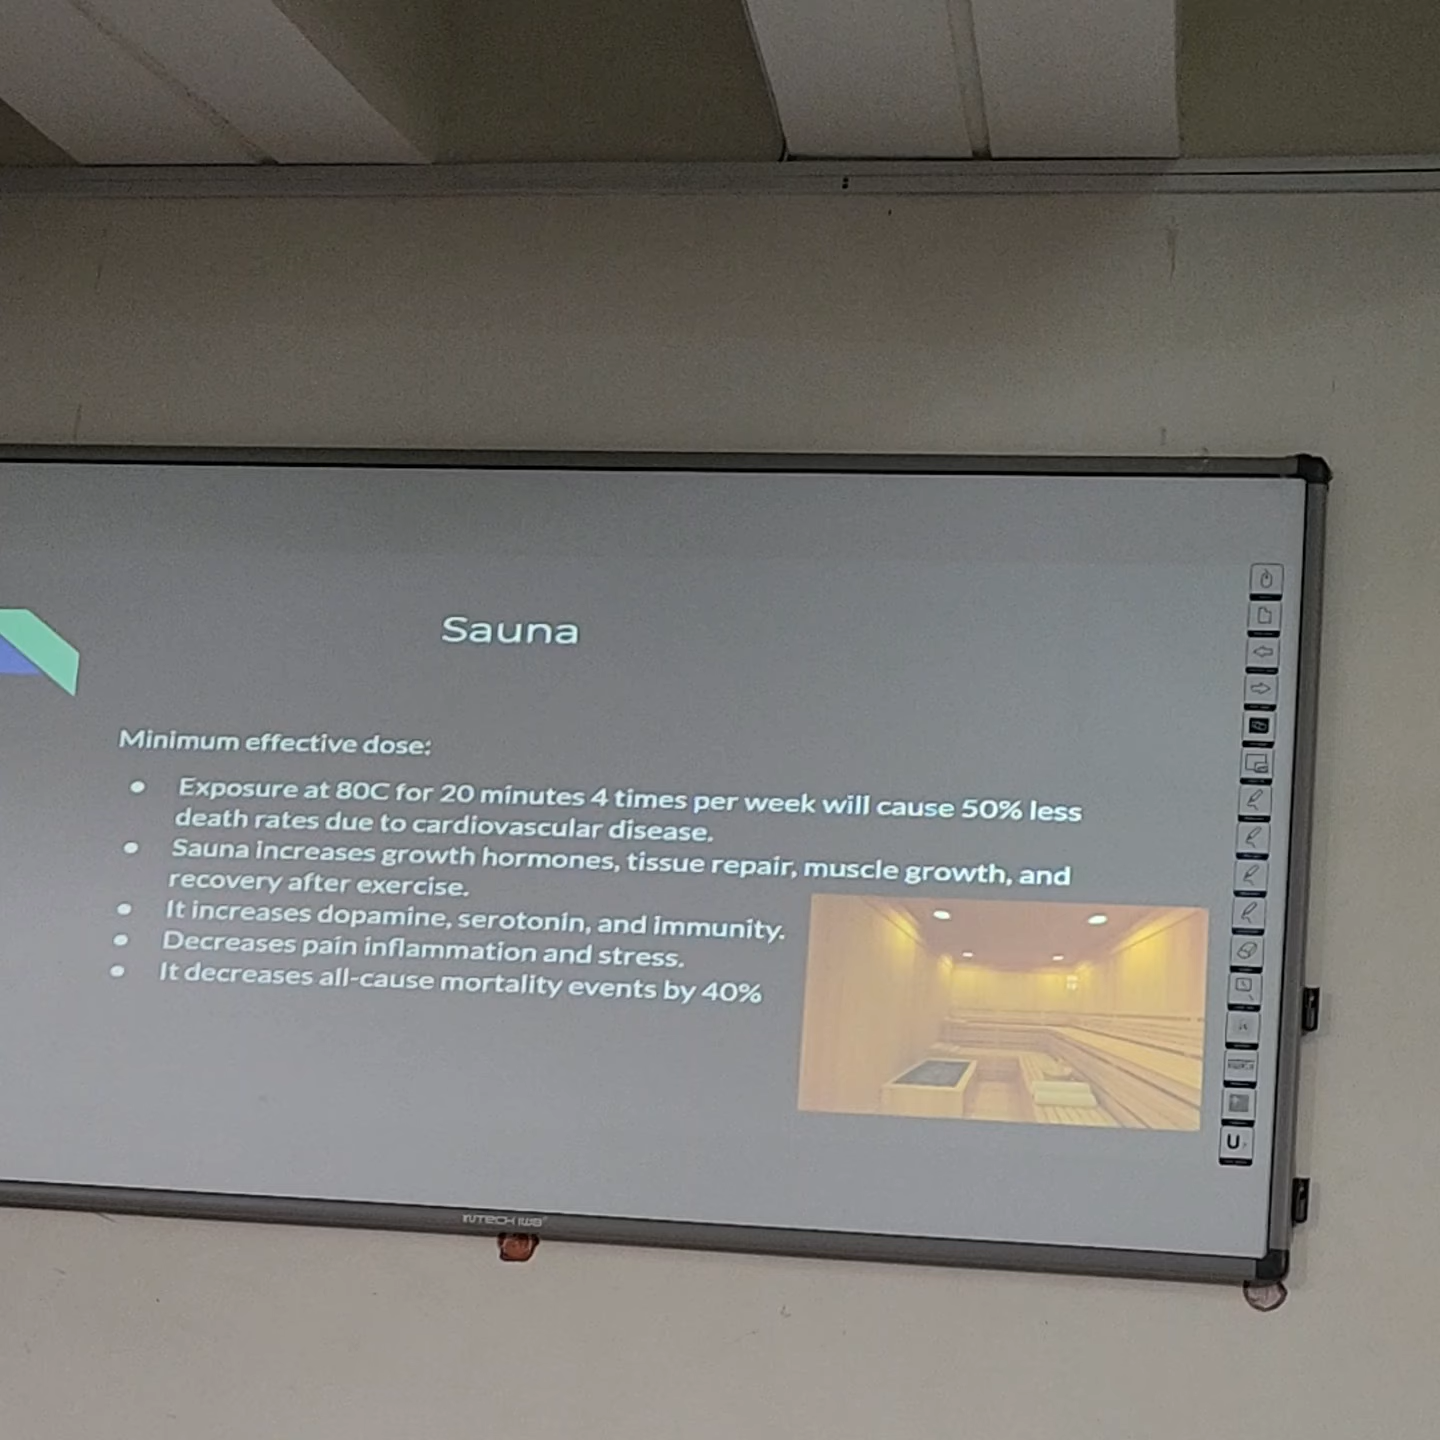 Sauna
Minimum effective dose:
● Exposure at 80C for 20 minutes 4 times per week will cause 50% less
death rates due to cardiovascular disease.
● Sauna increases growth hormones, tissue repair, muscle growth, and
recovery after exercise.
● It increases dopamine, serotonin, and immunity.
● Decreases pain inflammation and stress.
● It decreases all-cause mortality events by 40%
U
INTECH IWB